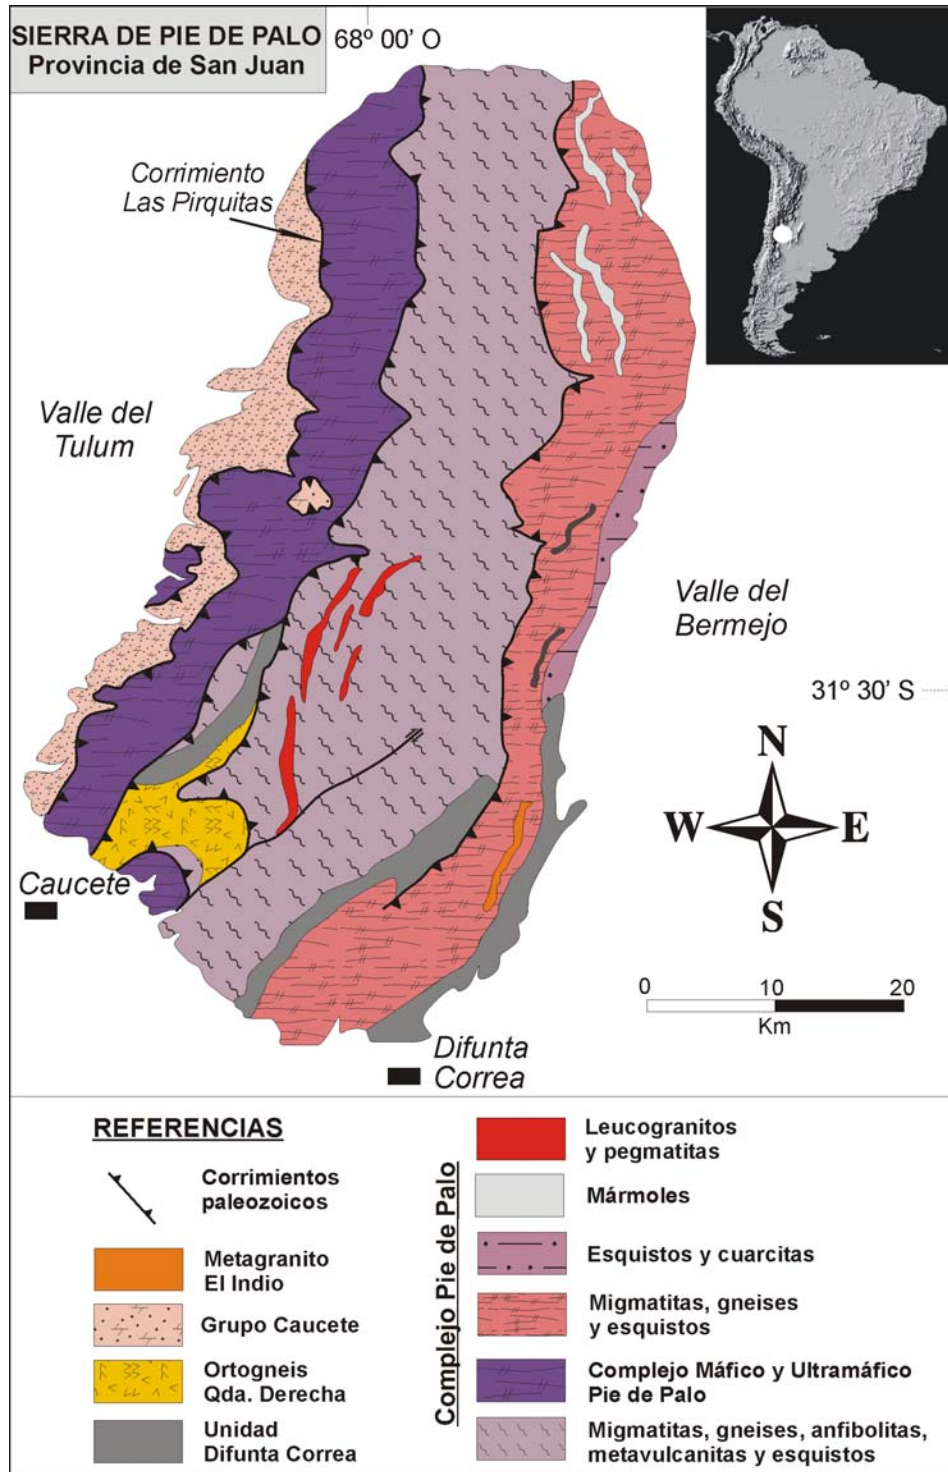 SIERRA DE PIE DE PALO
Provincia de San Juan
68º 00' O
Corrimiento
Las Pirquitas
Valle del
Tulum
Valle del
Bermejo
31º 30' S
N
W
E
S
Caucete
0
10
20
Km
Difunta
Correa
REFERENCIAS
Corrimientos
paleozoicos
Metagranito
El Indio
Grupo Caucete
Ortogneis
Qda. Derecha
Unidad
Difunta Correa
Complejo Pie de Palo
Leucogranitos
y pegmatitas
Mármoles
Esquistos y cuarcitas
Migmatitas, gneises
y esquistos
Complejo Máfico y Ultramáfico
Pie de Palo
Migmatitas, gneises, anfibolitas,
metavulcanitas y esquistos